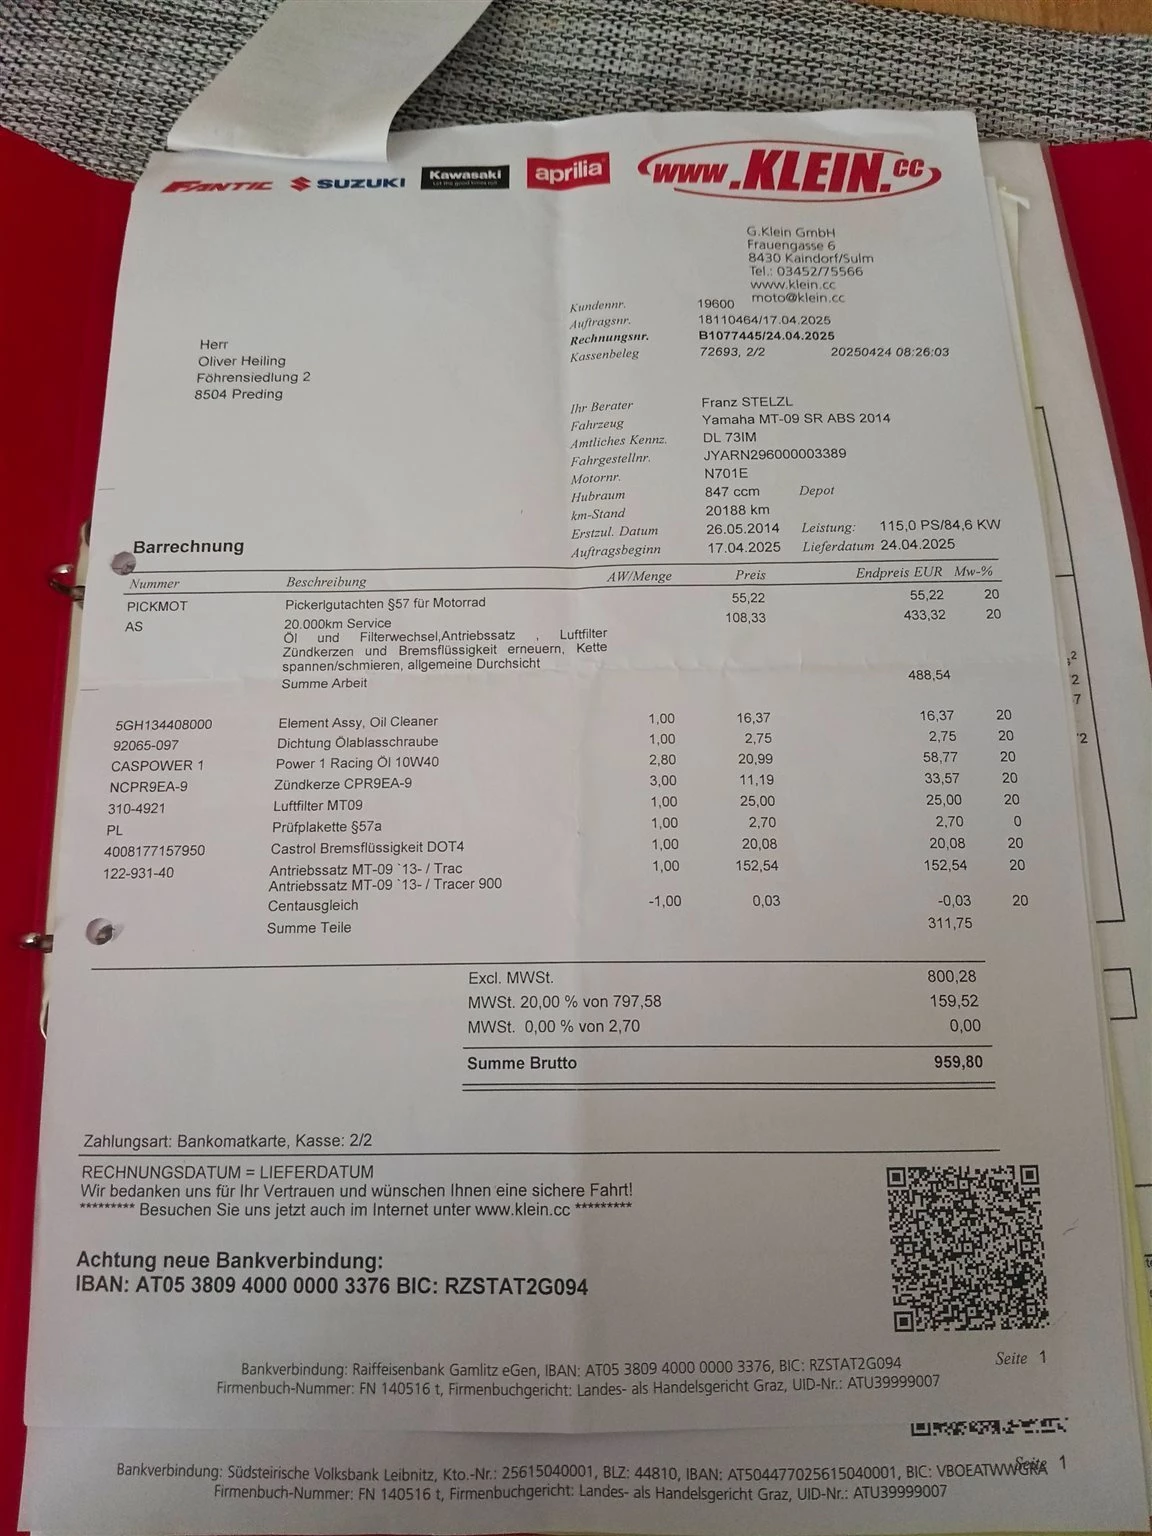 FANTIC SUZUKI Kawasaki aprilia www.KLEIN.cc
Let the good times roll
G.Klein GmbH
Frauengasse 6
8430 Kaindorf/Sulm
Tel.: 03452/75566
www.klein.cc
moto@klein.cc
Kundennr. 19600
Auftragsnr. 18110464/17.04.2025
Rechnungsnr. B1077445/24.04.2025
Kassenbeleg 72693, 2/2 20250424 08:26:03
Herr
Oliver Heiling
Föhrensiedlung 2
8504 Preding
Ihr Berater Franz STELZL
Fahrzeug Yamaha MT-09 SR ABS 2014
Amtliches Kennz. DL 73IM
Fahrgestellnr. JYARN296000003389
Motornr. N701E
Hubraum 847 ccm Depot
km-Stand 20188 km
Erstzul. Datum 26.05.2014 Leistung: 115,0 PS/84,6 KW
Auftragsbeginn 17.04.2025 Lieferdatum 24.04.2025
Barrechnung
Nummer Beschreibung AW/Menge Preis Endpreis EUR Mw-%
PICKMOT Pickerlgutachten §57 für Motorrad 55,22 55,22 20
AS 20.000km Service 108,33 433,32 20
Öl und Filterwechsel,Antriebssatz , Luftfilter
Zündkerzen und Bremsflüssigkeit erneuern, Kette
spannen/schmieren, allgemeine Durchsicht
Summe Arbeit 488,54
5GH134408000 Element Assy, Oil Cleaner 1,00 16,37 16,37 20
92065-097 Dichtung Ölablasschraube 1,00 2,75 2,75 20
CASPOWER 1 Power 1 Racing Öl 10W40 2,80 20,99 58,77 20
NCPR9EA-9 Zündkerze CPR9EA-9 3,00 11,19 33,57 20
310-4921 Luftfilter MT09 1,00 25,00 25,00 20
PL Prüfplakette §57a 1,00 2,70 2,70 0
4008177157950 Castrol Bremsflüssigkeit DOT4 1,00 20,08 20,08 20
122-931-40 Antriebssatz MT-09 `13- / Trac 1,00 152,54 152,54 20
Antriebssatz MT-09 `13- / Tracer 900
Centausgleich -1,00 0,03 -0,03 20
Summe Teile 311,75
Excl. MWSt. 800,28
MWSt. 20,00 % von 797,58 159,52
MWSt. 0,00 % von 2,70 0,00
Summe Brutto 959,80
Zahlungsart: Bankomatkarte, Kasse: 2/2
RECHNUNGSDATUM = LIEFERDATUM
Wir bedanken uns für Ihr Vertrauen und wünschen Ihnen eine sichere Fahrt!
********* Besuchen Sie uns jetzt auch im Internet unter www.klein.cc *********
Achtung neue Bankverbindung:
IBAN: AT05 3809 4000 0000 3376 BIC: RZSTAT2G094
Seite 1
Bankverbindung: Raiffeisenbank Gamlitz eGen, IBAN: AT05 3809 4000 0000 3376, BIC: RZSTAT2G094
Firmenbuch-Nummer: FN 140516 t, Firmenbuchgericht: Landes- als Handelsgericht Graz, UID-Nr.: ATU39999007
Seite 1
Bankverbindung: Südsteirische Volksbank Leibnitz, Kto.-Nr.: 25615040001, BLZ: 44810, IBAN: AT504477025615040001, BIC: VBOEATWWGRA
Firmenbuch-Nummer: FN 140516 t, Firmenbuchgericht: Landes- als Handelsgericht Graz, UID-Nr.: ATU39999007